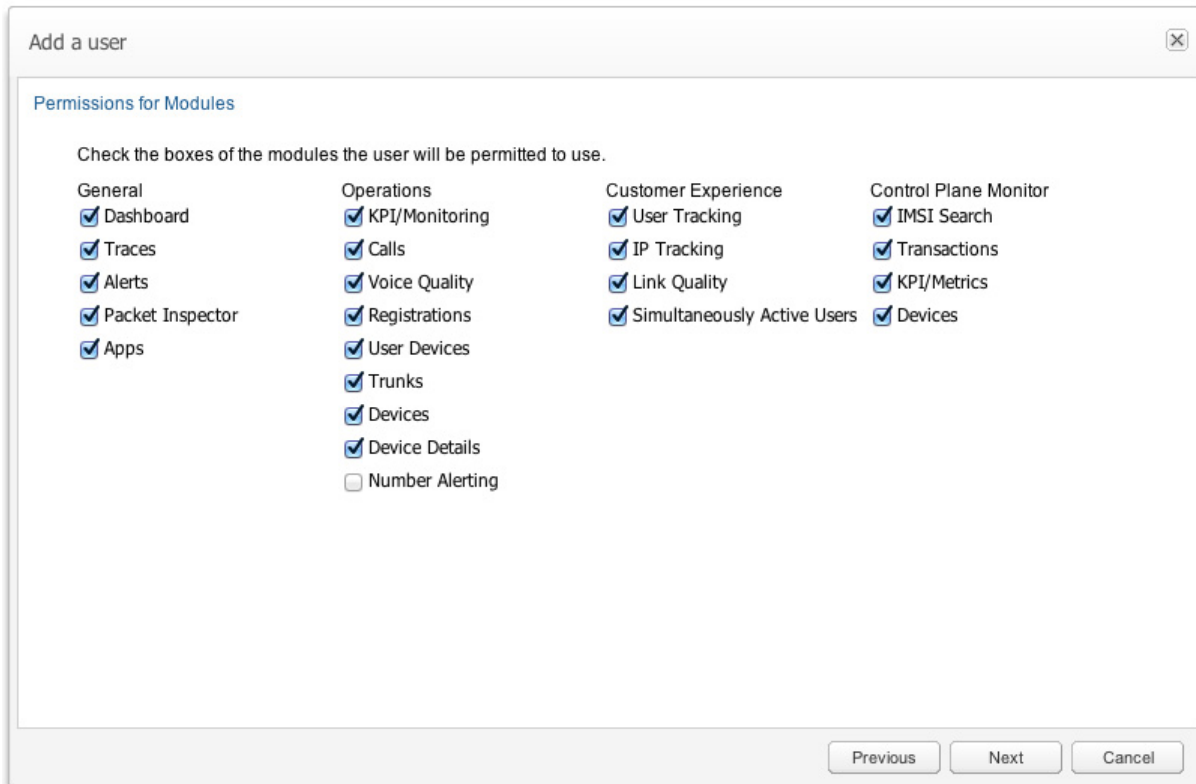 Add a user
Permissions for Modules
Check the boxes of the modules the user will be permitted to use.
General
Dashboard
Traces
Alerts
Packet Inspector
Apps
Operations
KPI/Monitoring
Calls
Voice Quality
Registrations
User Devices
Trunks
Devices
Device Details
Number Alerting
Customer Experience
User Tracking
IP Tracking
Link Quality
Simultaneously Active Users
Control Plane Monitor
IMSI Search
Transactions
KPI/Metrics
Devices
Previous
Next
Cancel